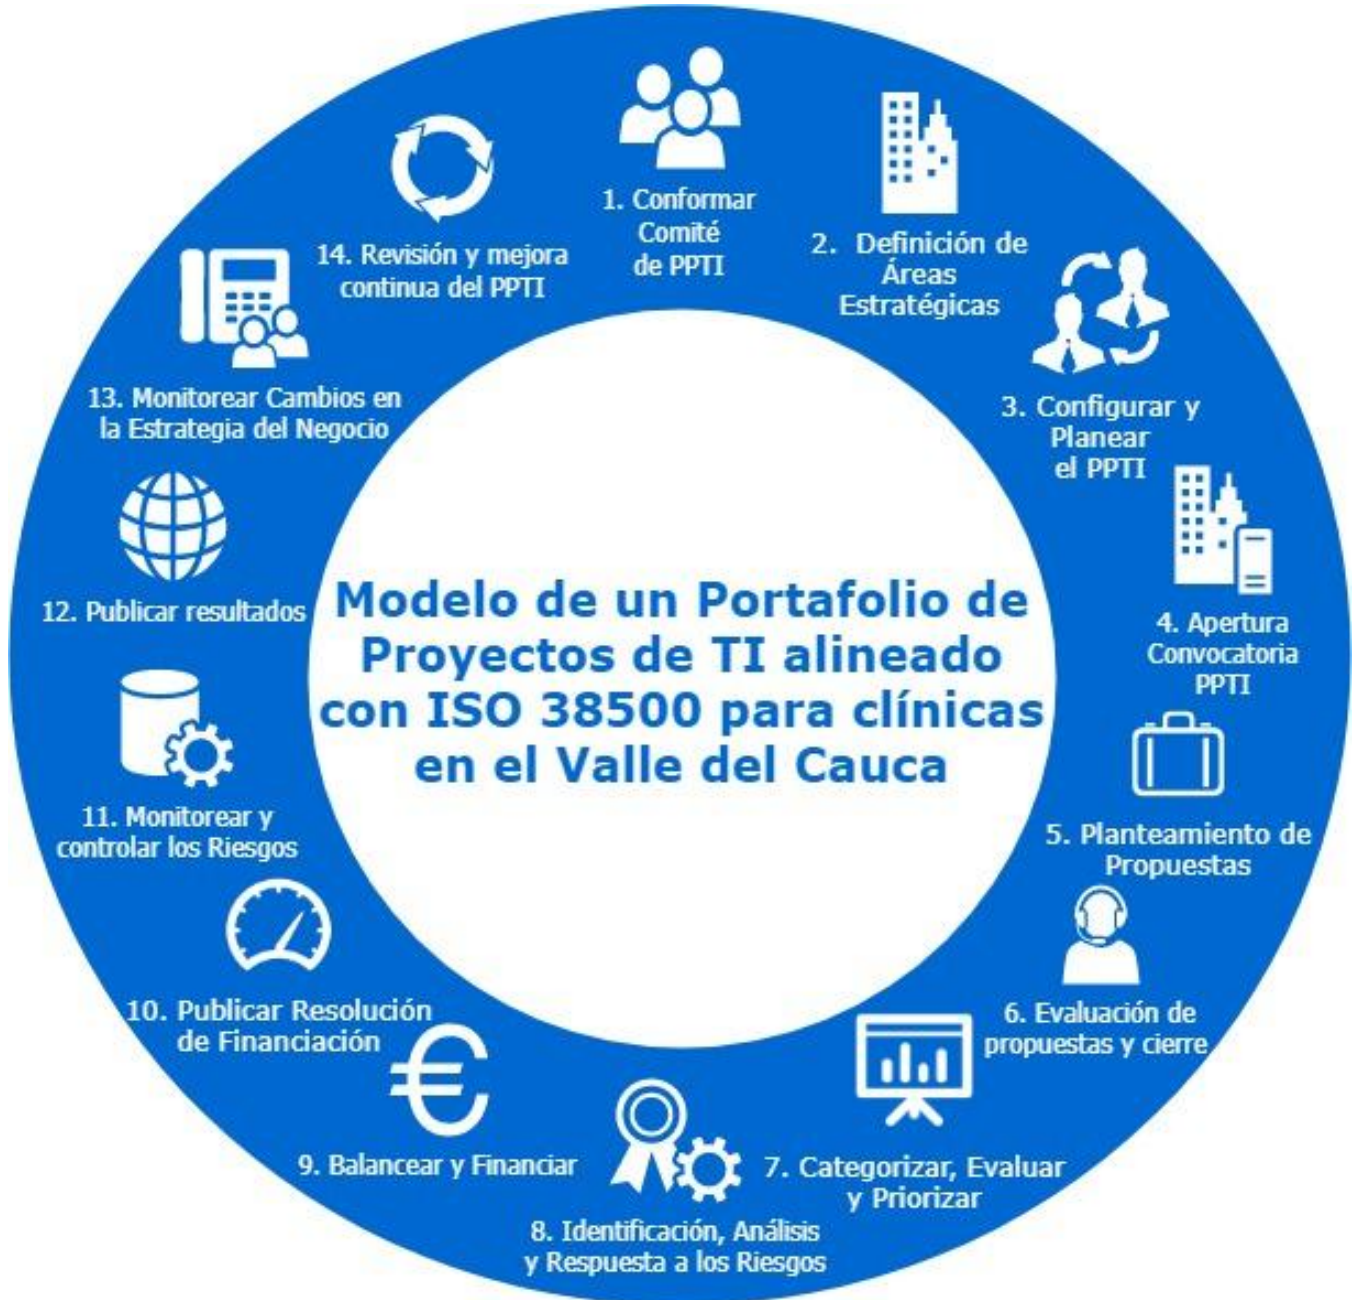 1. Conformar
Comité
de PPTI
2. Definición de
Áreas
Estratégicas
3. Configurar y
Planear
el PPTI
4. Apertura
Convocatoria
PPTI
5. Planteamiento de
Propuestas
6. Evaluación de
propuestas y cierre
7. Categorizar, Evaluar
y Priorizar
8. Identificación, Análisis
y Respuesta a los Riesgos
9. Balancear y Financiar
10. Publicar Resolución
de Financiación
11. Monitorear y
controlar los Riesgos
12. Publicar resultados
13. Monitorear Cambios en
la Estrategia del Negocio
14. Revisión y mejora
continua del PPTI
Modelo de un Portafolio de
Proyectos de TI alineado
con ISO 38500 para clínicas
en el Valle del Cauca